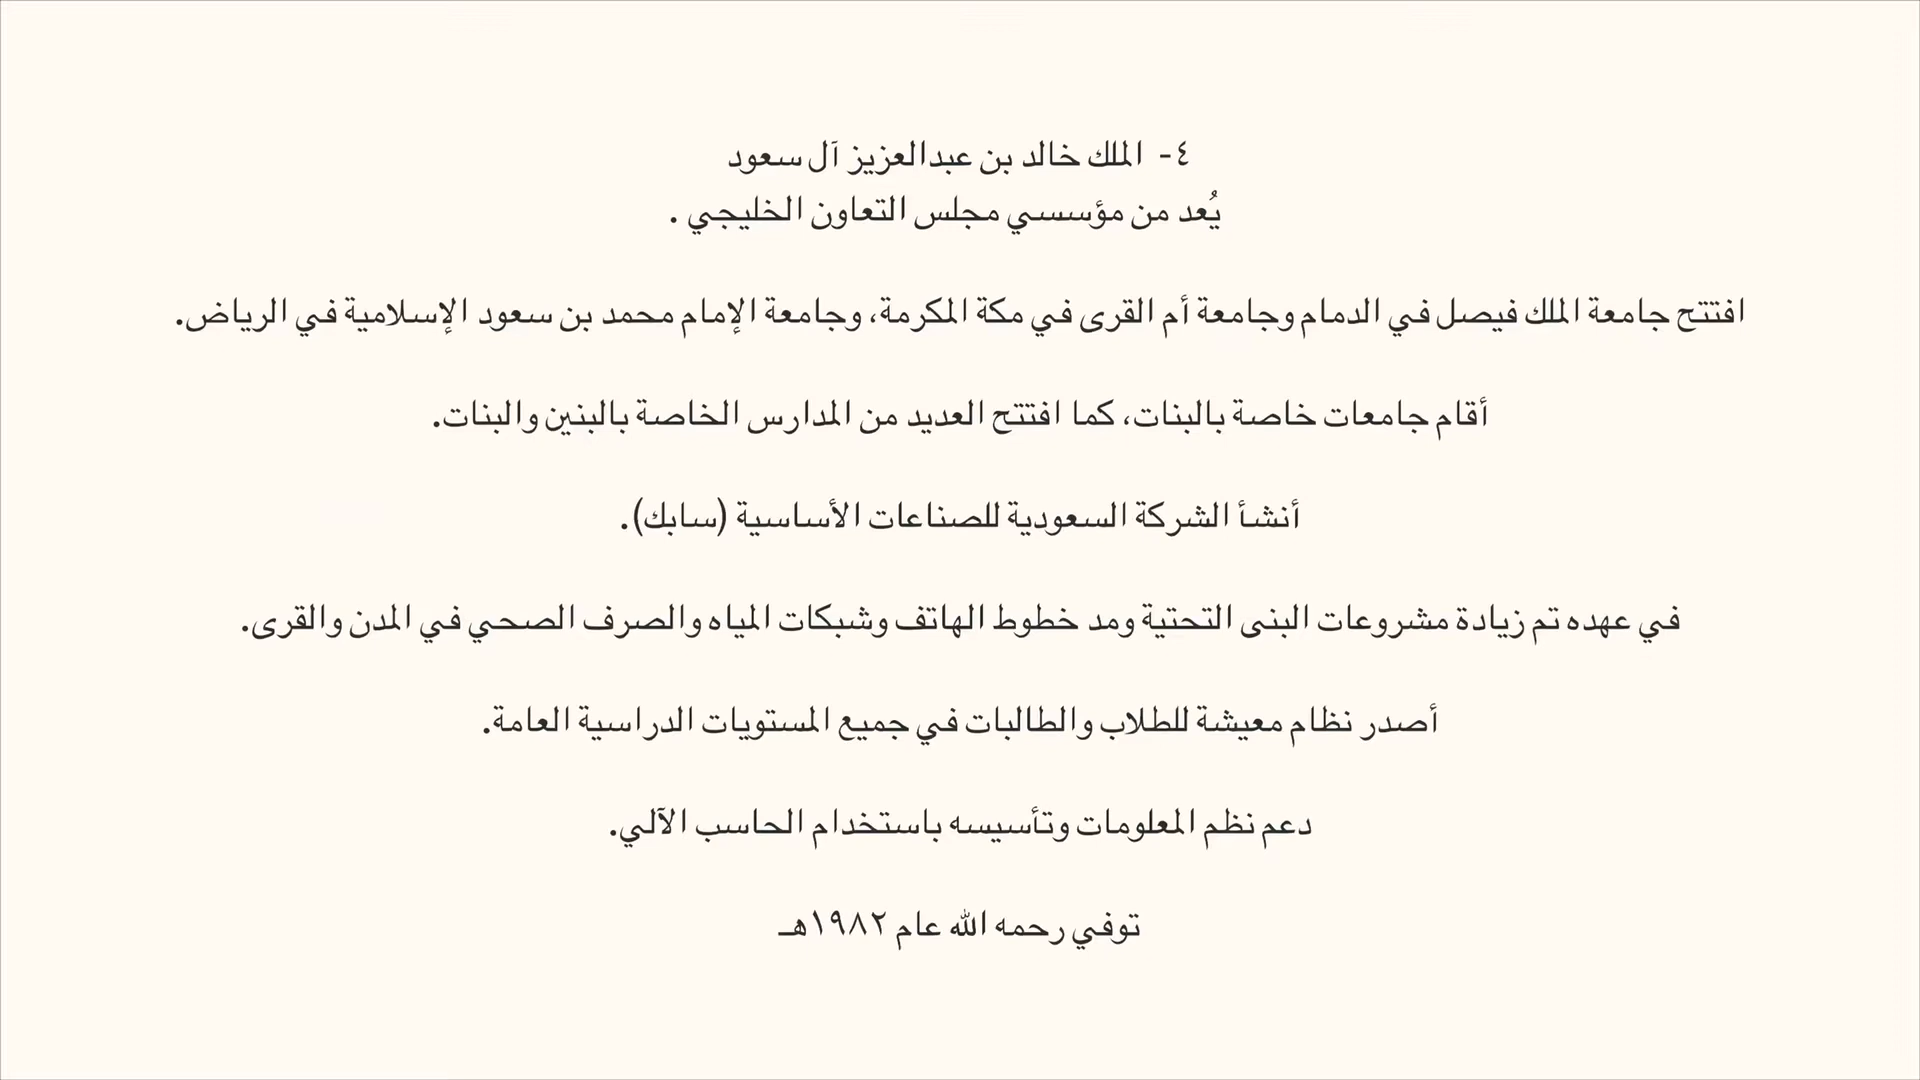 ٤- الملك خالد بن عبدالعزيز آل سعود
يُعد من مؤسسي مجلس التعاون الخليجي .
افتتح جامعة الملك فيصل في الدمام وجامعة أم القرى في مكة المكرمة، وجامعة الإمام محمد بن سعود الإسلامية في الرياض.
أقام جامعات خاصة بالبنات، كما افتتح العديد من المدارس الخاصة بالبنين والبنات.
أنشأ الشركة السعودية للصناعات الأساسية (سابك).
في عهده تم زيادة مشروعات البنى التحتية ومد خطوط الهاتف وشبكات المياه والصرف الصحي في المدن والقرى.
أصدر نظام معيشة للطلاب والطالبات في جميع المستويات الدراسية العامة.
دعم نظم المعلومات وتأسيسه باستخدام الحاسب الآلي.
توفي رحمه الله عام ١٩٨٢هـ